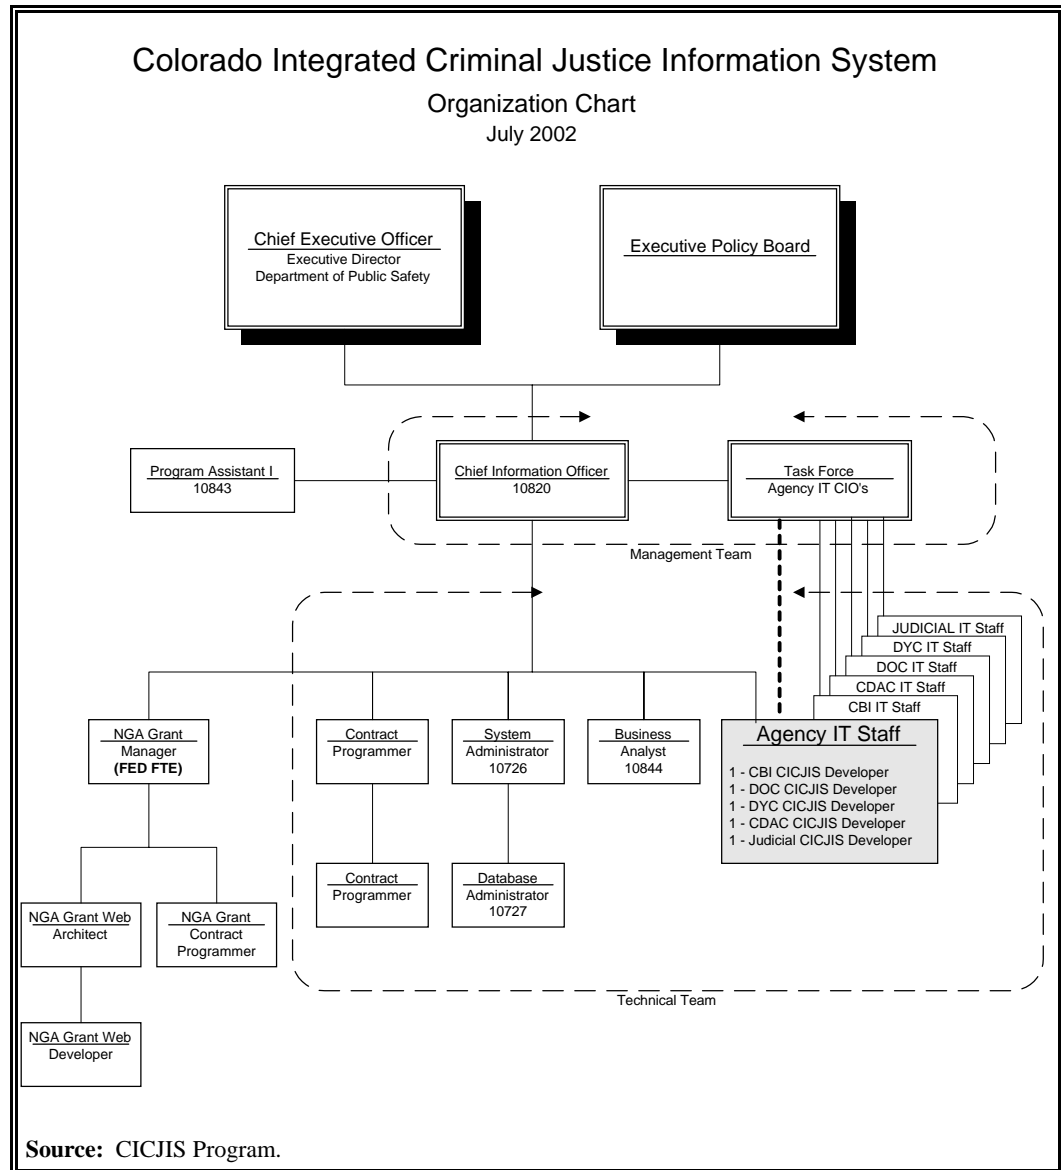 Colorado Integrated Criminal Justice Information System
Organization Chart
July 2002
Chief Executive Officer
Executive Director
Department of Public Safety
Executive Policy Board
Program Assistant I
10843
Chief Information Officer
10820
Task Force
Agency IT CIO's
Management Team
JUDICIAL IT Staff
DYC IT Staff
DOC IT Staff
CDAC IT Staff
CBI IT Staff
NGA Grant
Manager
(FED FTE)
Contract
Programmer
System
Administrator
10726
Business
Analyst
10844
Agency IT Staff
1 - CBI CICJIS Developer
1 - DOC CICJIS Developer
1 - DYC CICJIS Developer
1 - CDAC CICJIS Developer
1 - Judicial CICJIS Developer
Contract
Programmer
Database
Administrator
10727
NGA Grant Web
Architect
NGA Grant
Contract
Programmer
Technical Team
NGA Grant Web
Developer
Source: CICJIS Program.